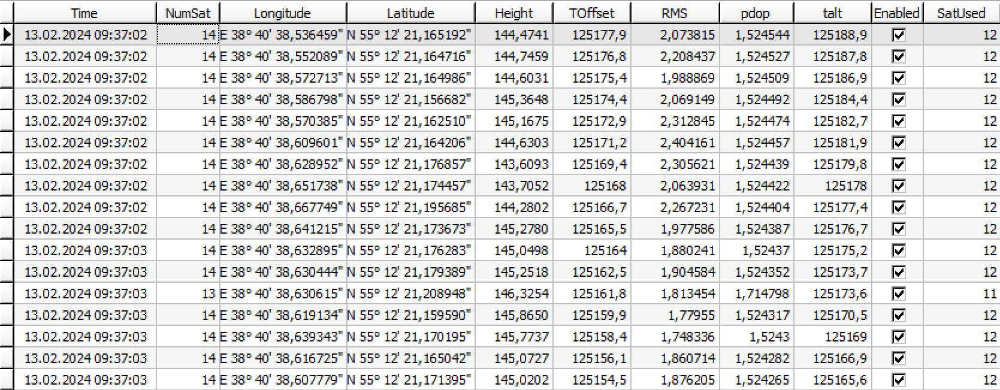 Time NumSat Longitude Latitude Height TOffset RMS pdop talt Enabled SatUsed
13.02.2024 09:37:02 14 E 38° 40' 38,536459" N 55° 12' 21,165192" 144,4741 125177,9 2,073815 1,524544 125188,9 12
13.02.2024 09:37:02 14 E 38° 40' 38,552089" N 55° 12' 21,164716" 144,7459 125176,8 2,208437 1,524527 125187,8 12
13.02.2024 09:37:02 14 E 38° 40' 38,572713" N 55° 12' 21,164986" 144,6031 125175,4 1,988869 1,524509 125186,9 12
13.02.2024 09:37:02 14 E 38° 40' 38,586798" N 55° 12' 21,156682" 145,3648 125174,4 2,069149 1,524492 125184,4 12
13.02.2024 09:37:02 14 E 38° 40' 38,570385" N 55° 12' 21,162510" 145,1675 125172,9 2,312845 1,524474 125182,7 12
13.02.2024 09:37:02 14 E 38° 40' 38,609601" N 55° 12' 21,164206" 144,6303 125171,2 2,404161 1,524457 125181,9 12
13.02.2024 09:37:02 14 E 38° 40' 38,628952" N 55° 12' 21,176857" 143,6093 125169,4 2,305621 1,524439 125179,8 12
13.02.2024 09:37:02 14 E 38° 40' 38,651738" N 55° 12' 21,174457" 143,7052 125168 2,063931 1,524422 125178 12
13.02.2024 09:37:02 14 E 38° 40' 38,667749" N 55° 12' 21,195685" 144,2802 125166,7 2,267231 1,524404 125177,4 12
13.02.2024 09:37:02 14 E 38° 40' 38,641215" N 55° 12' 21,173673" 145,2780 125165,5 1,977586 1,524387 125176,7 12
13.02.2024 09:37:03 14 E 38° 40' 38,632895" N 55° 12' 21,176283" 145,0498 125164 1,880241 1,52437 125175,2 12
13.02.2024 09:37:03 14 E 38° 40' 38,630444" N 55° 12' 21,179389" 145,2518 125162,5 1,904584 1,524352 125173,7 12
13.02.2024 09:37:03 13 E 38° 40' 38,630615" N 55° 12' 21,208948" 146,3254 125161,8 1,813454 1,714798 125173,6 11
13.02.2024 09:37:03 14 E 38° 40' 38,619134" N 55° 12' 21,159590" 145,8650 125159,9 1,77955 1,524317 125170,5 12
13.02.2024 09:37:03 14 E 38° 40' 38,639343" N 55° 12' 21,170195" 145,7737 125158,4 1,748336 1,5243 125169 12
13.02.2024 09:37:03 14 E 38° 40' 38,616725" N 55° 12' 21,165042" 145,0727 125156,1 1,860714 1,524282 125166,9 12
13.02.2024 09:37:03 14 E 38° 40' 38,607779" N 55° 12' 21,171395" 145,0202 125154,5 1,876205 1,524265 125165,6 12